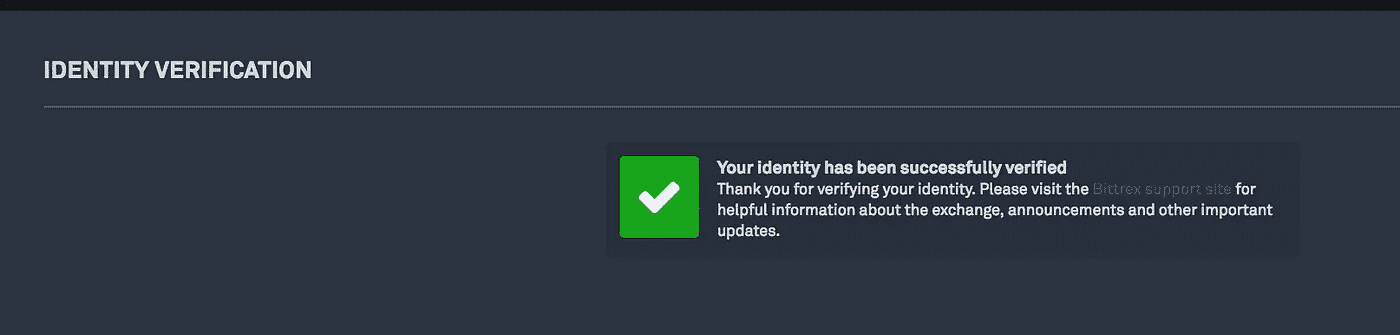 IDENTITY VERIFICATION
Your identity has been successfully verified
Thank you for verifying your identity. Please visit the Bittrex support site for
helpful information about the exchange, announcements and other important
updates.